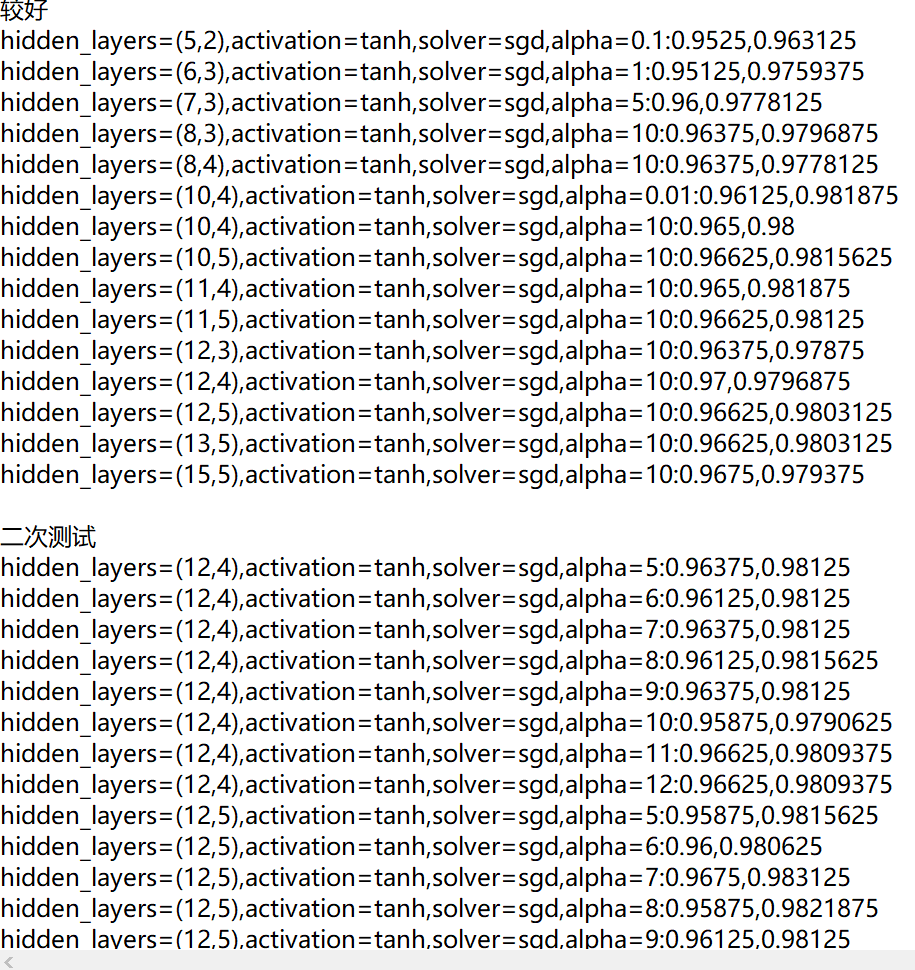 较好
hidden_layers=(5,2),activation=tanh,solver=sgd,alpha=0.1:0.9525,0.963125
hidden_layers=(6,3),activation=tanh,solver=sgd,alpha=1:0.95125,0.9759375
hidden_layers=(7,3),activation=tanh,solver=sgd,alpha=5:0.96,0.9778125
hidden_layers=(8,3),activation=tanh,solver=sgd,alpha=10:0.96375,0.9796875
hidden_layers=(8,4),activation=tanh,solver=sgd,alpha=10:0.96375,0.9778125
hidden_layers=(10,4),activation=tanh,solver=sgd,alpha=0.01:0.96125,0.981875
hidden_layers=(10,4),activation=tanh,solver=sgd,alpha=10:0.965,0.98
hidden_layers=(10,5),activation=tanh,solver=sgd,alpha=10:0.96625,0.9815625
hidden_layers=(11,4),activation=tanh,solver=sgd,alpha=10:0.965,0.981875
hidden_layers=(11,5),activation=tanh,solver=sgd,alpha=10:0.96625,0.98125
hidden_layers=(12,3),activation=tanh,solver=sgd,alpha=10:0.96375,0.97875
hidden_layers=(12,4),activation=tanh,solver=sgd,alpha=10:0.97,0.9796875
hidden_layers=(12,5),activation=tanh,solver=sgd,alpha=10:0.96625,0.9803125
hidden_layers=(13,5),activation=tanh,solver=sgd,alpha=10:0.96625,0.9803125
hidden_layers=(15,5),activation=tanh,solver=sgd,alpha=10:0.9675,0.979375
二次测试
hidden_layers=(12,4),activation=tanh,solver=sgd,alpha=5:0.96375,0.98125
hidden_layers=(12,4),activation=tanh,solver=sgd,alpha=6:0.96125,0.98125
hidden_layers=(12,4),activation=tanh,solver=sgd,alpha=7:0.96375,0.98125
hidden_layers=(12,4),activation=tanh,solver=sgd,alpha=8:0.96125,0.9815625
hidden_layers=(12,4),activation=tanh,solver=sgd,alpha=9:0.96375,0.98125
hidden_layers=(12,4),activation=tanh,solver=sgd,alpha=10:0.95875,0.9790625
hidden_layers=(12,4),activation=tanh,solver=sgd,alpha=11:0.96625,0.9809375
hidden_layers=(12,4),activation=tanh,solver=sgd,alpha=12:0.96625,0.9809375
hidden_layers=(12,5),activation=tanh,solver=sgd,alpha=5:0.95875,0.9815625
hidden_layers=(12,5),activation=tanh,solver=sgd,alpha=6:0.96,0.980625
hidden_layers=(12,5),activation=tanh,solver=sgd,alpha=7:0.9675,0.983125
hidden_layers=(12,5),activation=tanh,solver=sgd,alpha=8:0.95875,0.9821875
hidden_layers=(12,5),activation=tanh,solver=sgd,alpha=9:0.96125,0.98125